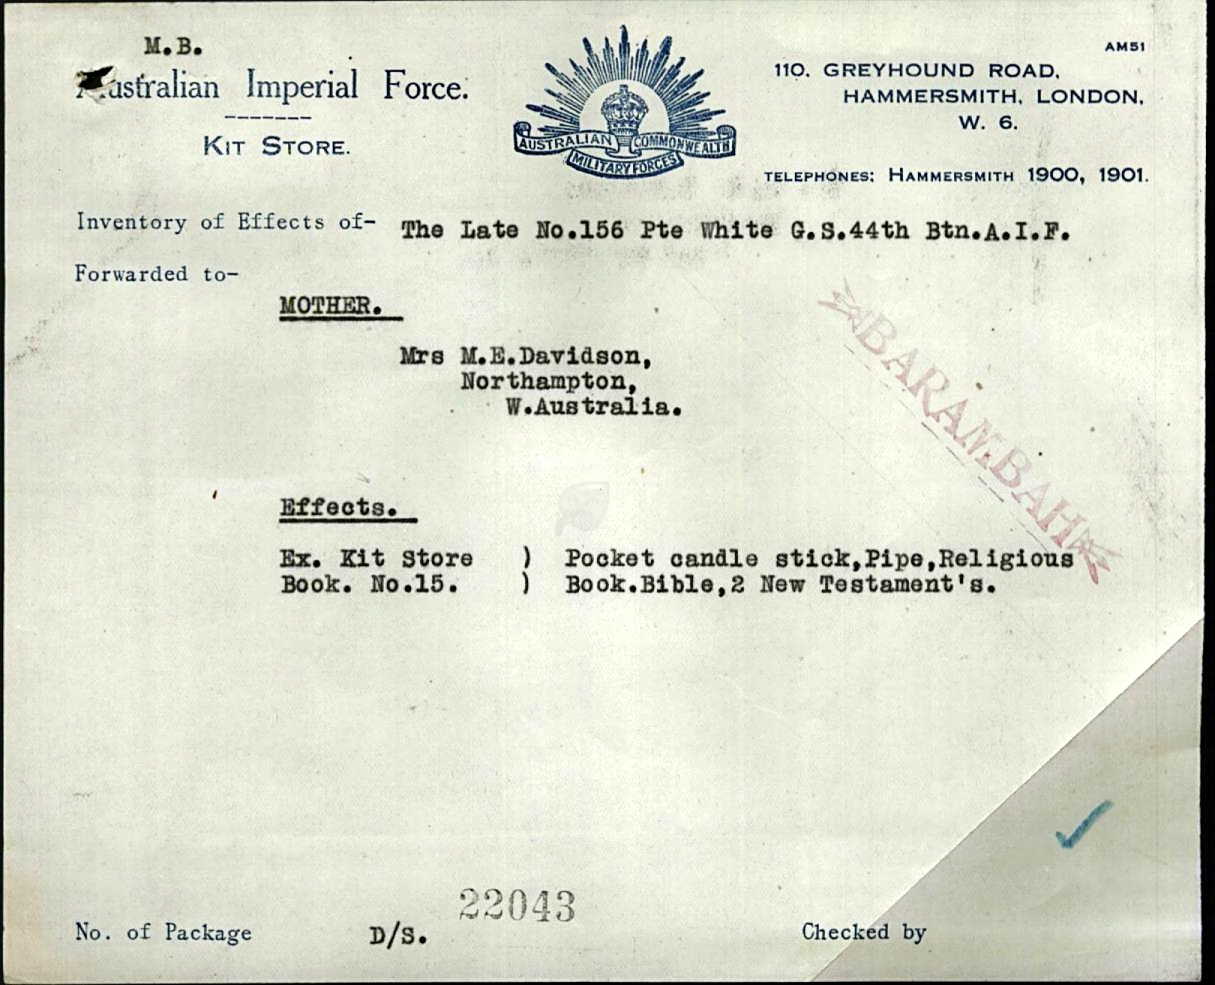 M.B.
AM51
Australian Imperial Force.
KIT STORE.
AUSTRALIAN COMMONWEALTH
MILITARY FORCES
110. GREYHOUND ROAD,
HAMMERSMITH, LONDON,
W. 6.
TELEPHONES: HAMMERSMITH 1900, 1901.
Inventory of Effects of- The Late No.156 Pte White G.S.44th Btn.A.I.F.
Forwarded to-
MOTHER.
Mrs M.E.Davidson,
Northampton,
W.Australia.
BARAMBAH
Effects.
Ex. Kit Store ) Pocket candle stick,Pipe,Religious
Book. No.15. ) Book.Bible,2 New Testament's.
22043
No. of Package D/S. Checked by